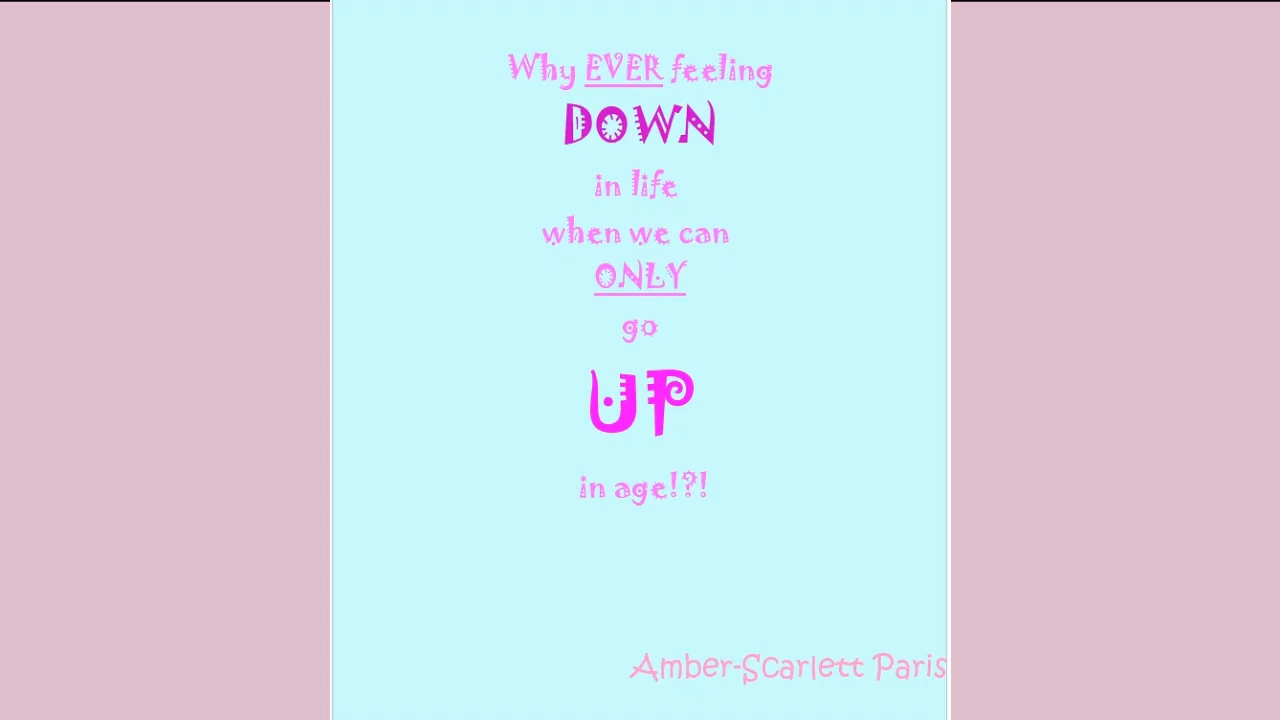 Why EVER feeling
DOWN
in life
when we can
ONLY
go
UP
in age!?!
Amber-Scarlett Paris